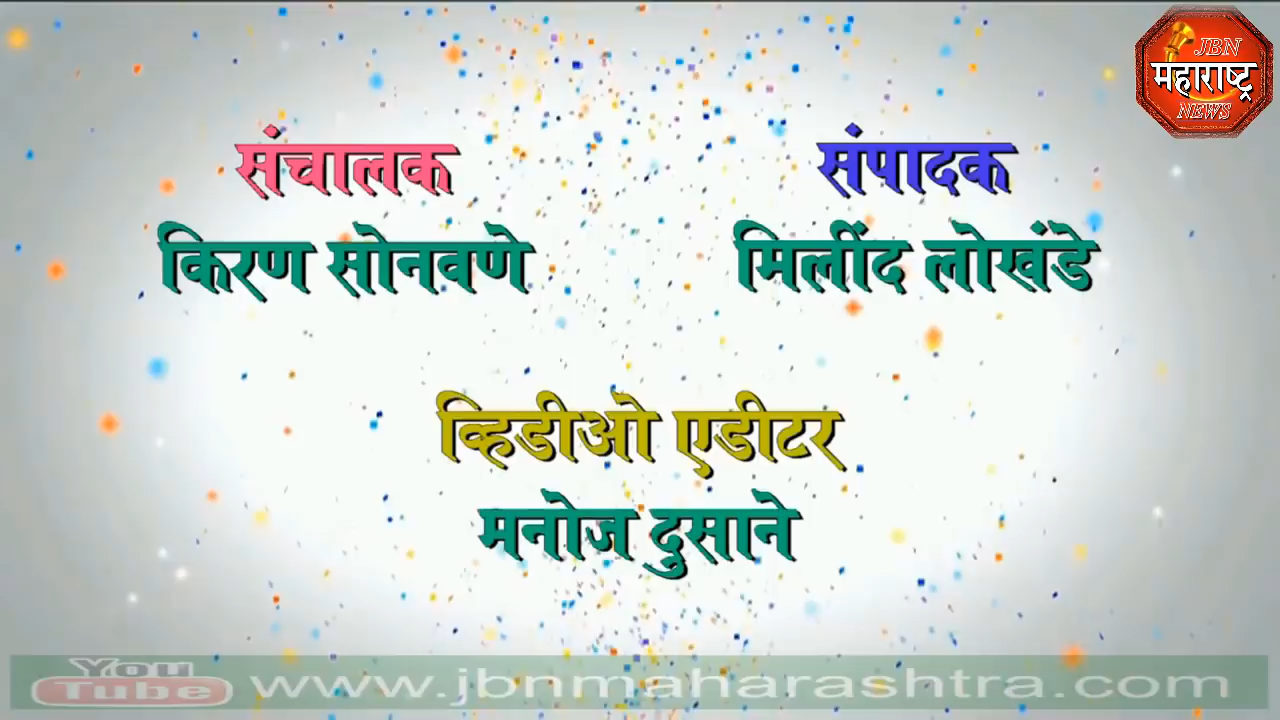 JBN
महाराष्ट्र
NEWS
संचालक
संपादक
किरण सोनवणे
मिलींद लोखंडे
व्हिडीओ एडीटर
मनोज दुसाने
You
Tube
www.jbnmaharashtra.com